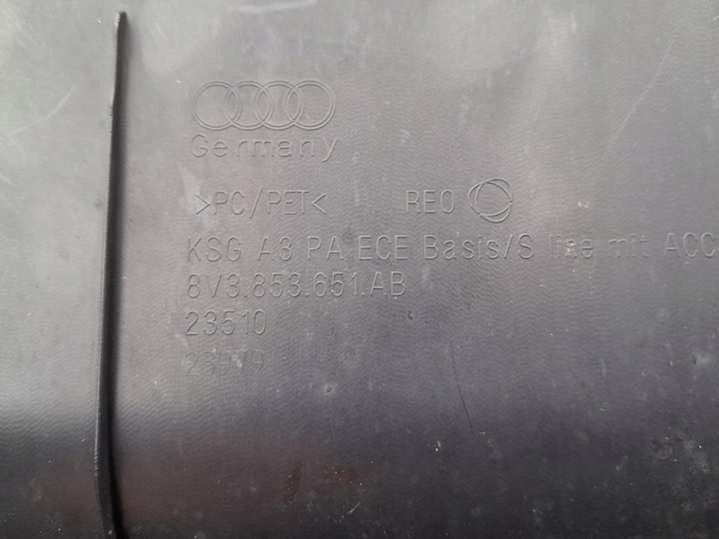 Germany
>PC/PET< REO
KSG A3 PA ECE Basis/S line mit ACC
8V3.853.651.AB
23510